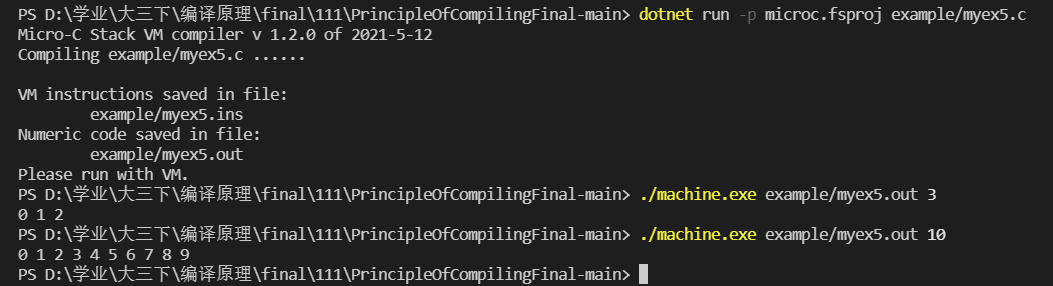 PS D:\学业\大三下\编译原理\final\111\PrincipleOfCompilingFinal-main> dotnet run -p microc.fsproj example/myex5.c
Micro-C Stack VM compiler v 1.2.0 of 2021-5-12
Compiling example/myex5.c ......
VM instructions saved in file:
example/myex5.ins
Numeric code saved in file:
example/myex5.out
Please run with VM.
PS D:\学业\大三下\编译原理\final\111\PrincipleOfCompilingFinal-main> ./machine.exe example/myex5.out 3
0 1 2
PS D:\学业\大三下\编译原理\final\111\PrincipleOfCompilingFinal-main> ./machine.exe example/myex5.out 10
0 1 2 3 4 5 6 7 8 9
PS D:\学业\大三下\编译原理\final\111\PrincipleOfCompilingFinal-main>